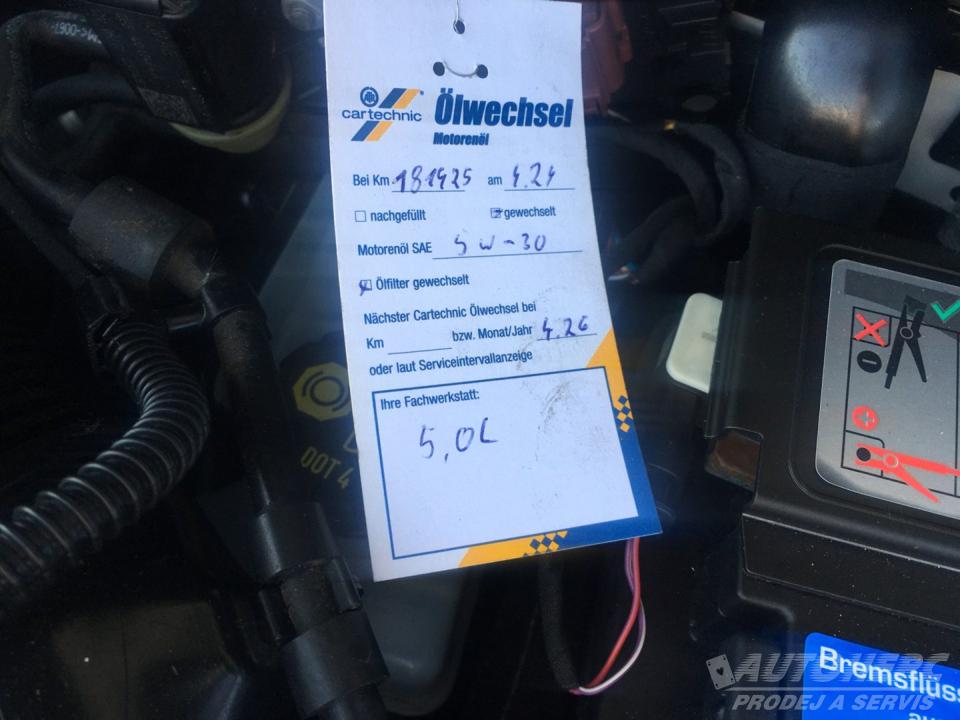 cartechnic
Ölwechsel
Motorenöl
Bei Km 181425 am 4.24
nachgefüllt gewechselt
Motorenöl SAE 5W-30
Ölfilter gewechselt
Nächster Cartechnic Ölwechsel bei
Km bzw. Monat/Jahr 4.26
oder laut Serviceintervallanzeige
Ihre Fachwerkstatt:
5,0L
DOT 4
Bremsflüss
au
PRODEJ A SERVIS